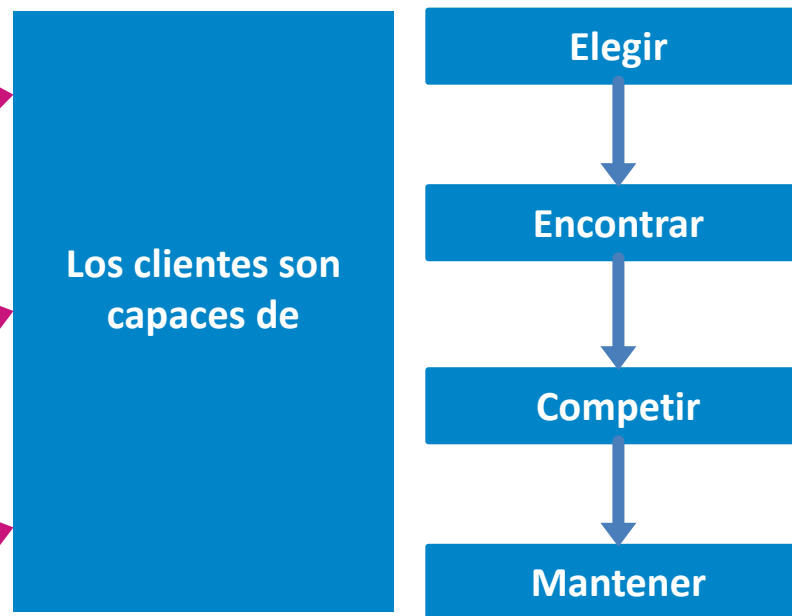 Los clientes son
capaces de
Elegir
Encontrar
Competir
Mantener